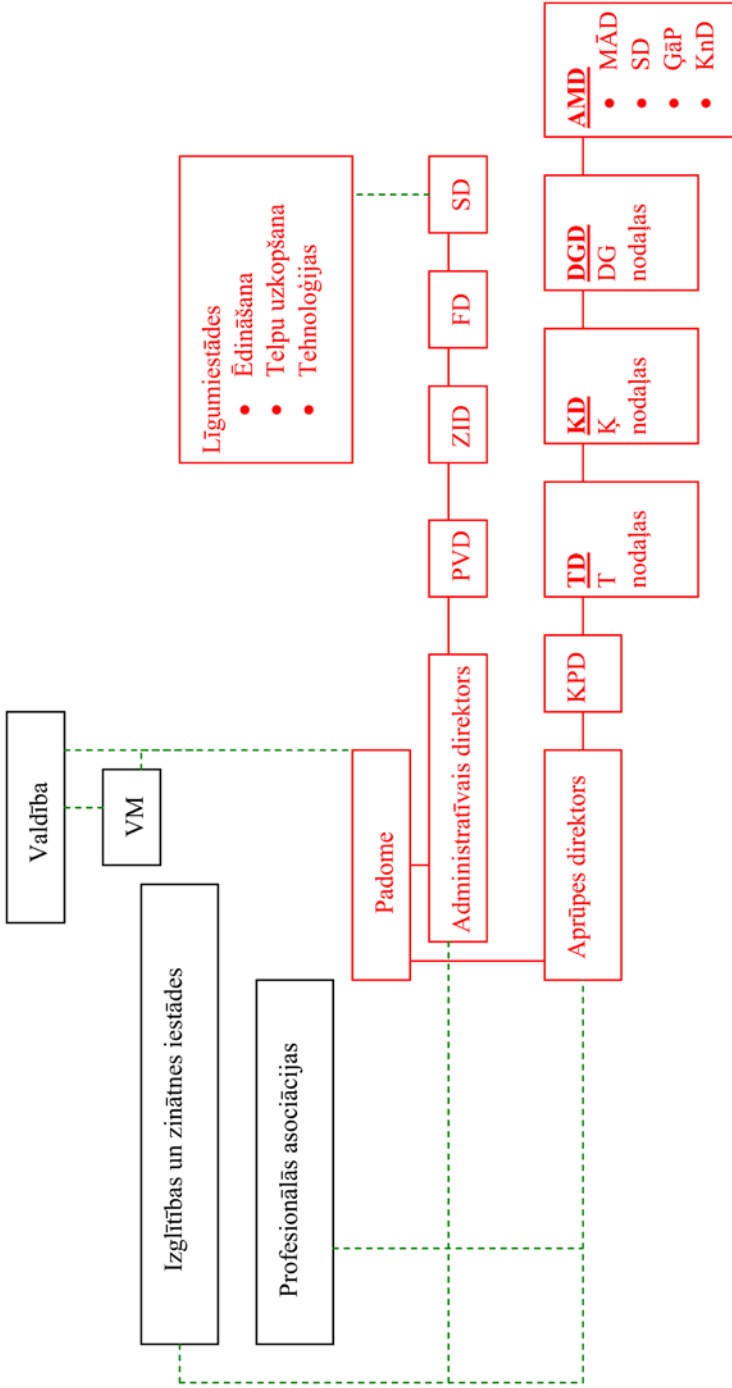 Valdība
VM
Izglītības un zinātnes iestādes
Profesionālās asociācijas
Līgumiestādes
• Ēdināšana
• Telpu uzkopšana
• Tehnoloģijas
Padome
Administratīvais direktors
PVD
ZID
FD
SD
Aprūpes direktors
KPD
TD
T
nodaļas
KD
Ķ
nodaļas
DGD
DG
nodaļas
AMD
• MĀD
• SD
• ĢāP
• KnD